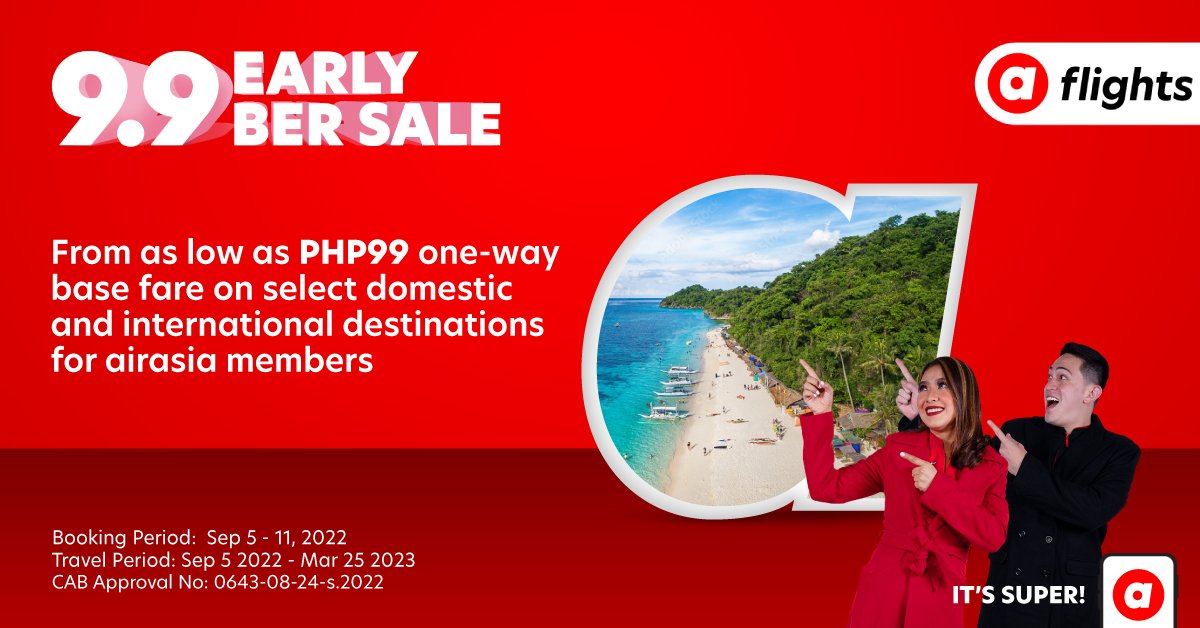 9.9 EARLY
BER SALE
a flights
From as low as PHP99 one-way
base fare on select domestic
and international destinations
for airasia members
Booking Period: Sep 5 - 11, 2022
Travel Period: Sep 5 2022 - Mar 25 2023
CAB Approval No: 0643-08-24-s.2022
IT'S SUPER!
a